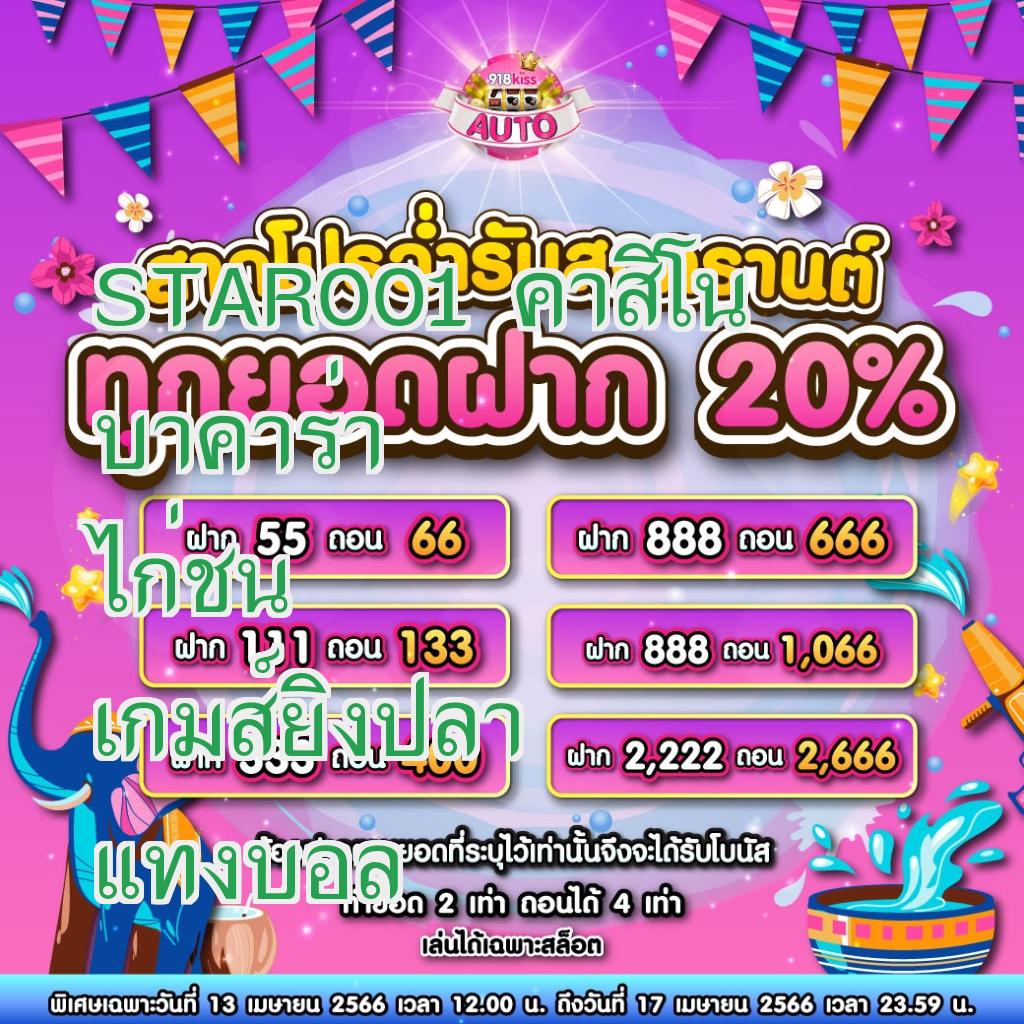 918kiss
AUTO
STAR001 คาสิโน
ทุกยอดฝาก 20%
บาคาร่า
ฝาก 55 ถอน 66
ฝาก 888 ถอน 666
ไก่ชน
ฝาก 111 ถอน 133
ฝาก 888 ถอน 1,066
เกมส์ยิงปลา
ฝาก 2,222 ถอน 2,666
ยอดที่ระบุไว้เท่านั้นจึงจะได้รับโบนัส
แทงบอล
2 เท่า ถอนได้ 4 เท่า
เล่นได้เฉพาะสล็อต
พิเศษเฉพาะวันที่ 13 เมษายน 2566 เวลา 12.00 น. ถึงวันที่ 17 เมษายน 2566 เวลา 23.59 น.